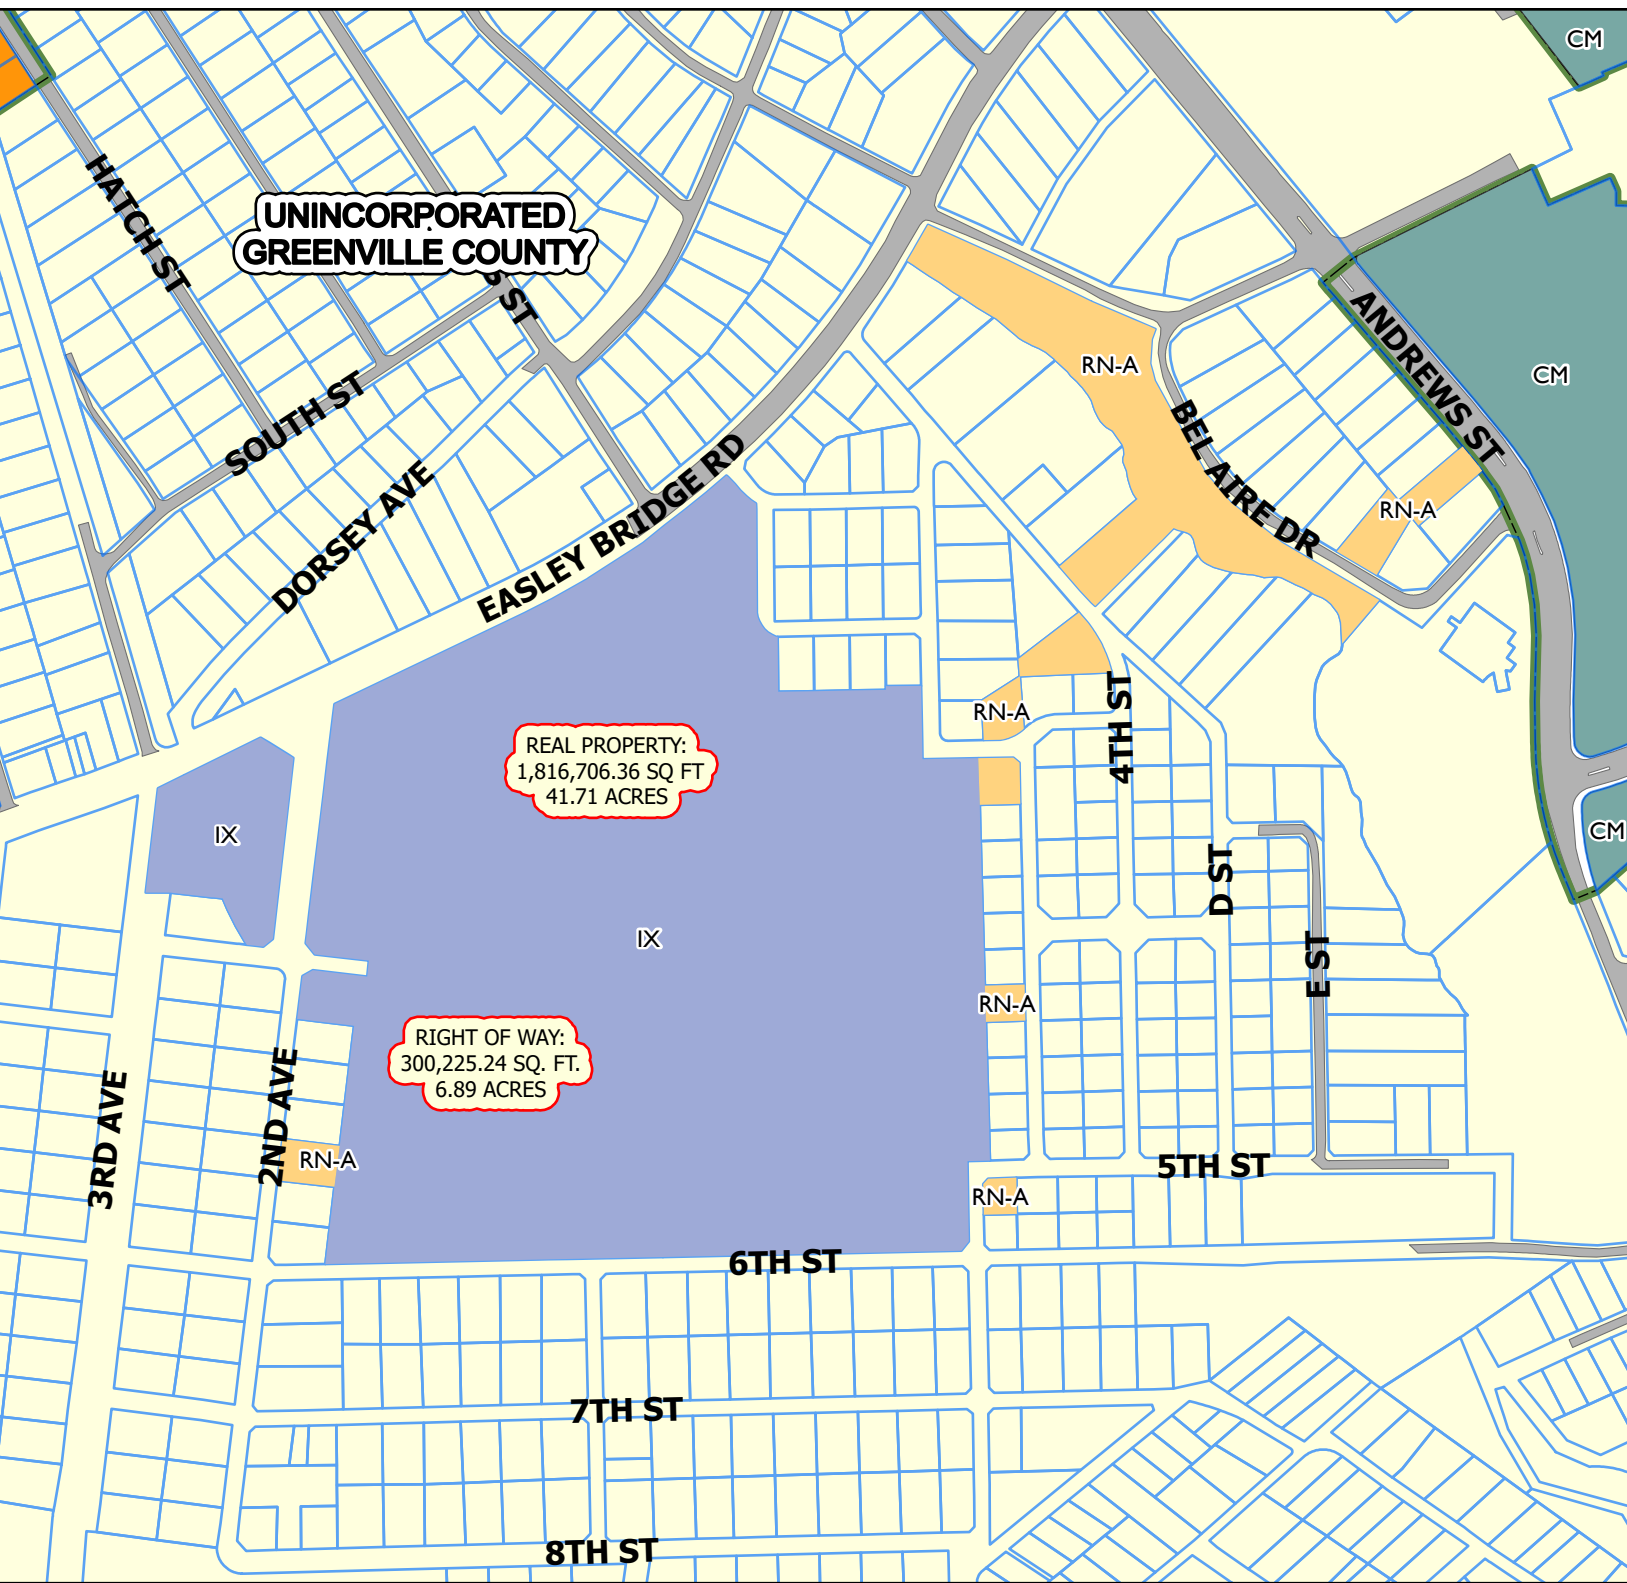 CM
HATCH ST
UNINCORPORATED
GREENVILLE COUNTY
S ST
ANDREWS ST
RN-A
CM
SOUTH ST
BEL AIRE DR
DORSEY AVE
EASLEY BRIDGE RD
RN-A
RN-A
4TH ST
REAL PROPERTY:
1,816,706.36 SQ FT
41.71 ACRES
IX
CM
D ST
IX
E ST
RN-A
RIGHT OF WAY:
300,225.24 SQ. FT.
6.89 ACRES
3RD AVE
2ND AVE
RN-A
5TH ST
RN-A
6TH ST
7TH ST
8TH ST